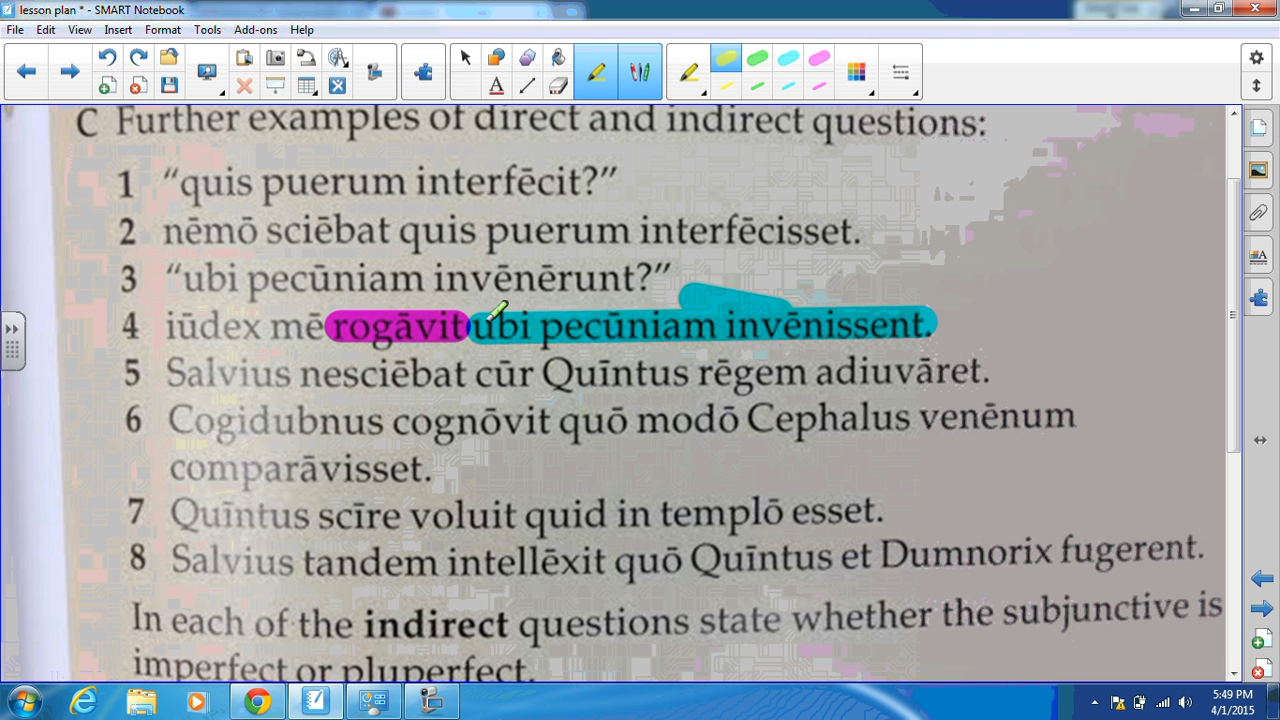 lesson plan * - SMART Notebook
File Edit View Insert Format Tools Add-ons Help
C Further examples of direct and indirect questions:
1 “quis puerum interfēcit?”
2 nēmō sciēbat quis puerum interfēcisset.
3 “ubi pecūniam invēnērunt?”
4 iūdex mē rogāvit ubi pecūniam invēnissent.
5 Salvius nesciēbat cūr Quīntus rēgem adiuvāret.
6 Cogidubnus cognōvit quō modō Cephalus venēnum
comparāvisset.
7 Quīntus scīre voluit quid in templō esset.
8 Salvius tandem intellēxit quō Quīntus et Dumnorix fugerent.
In each of the indirect questions state whether the subjunctive is
imperfect or pluperfect.
5:49 PM
4/1/2015